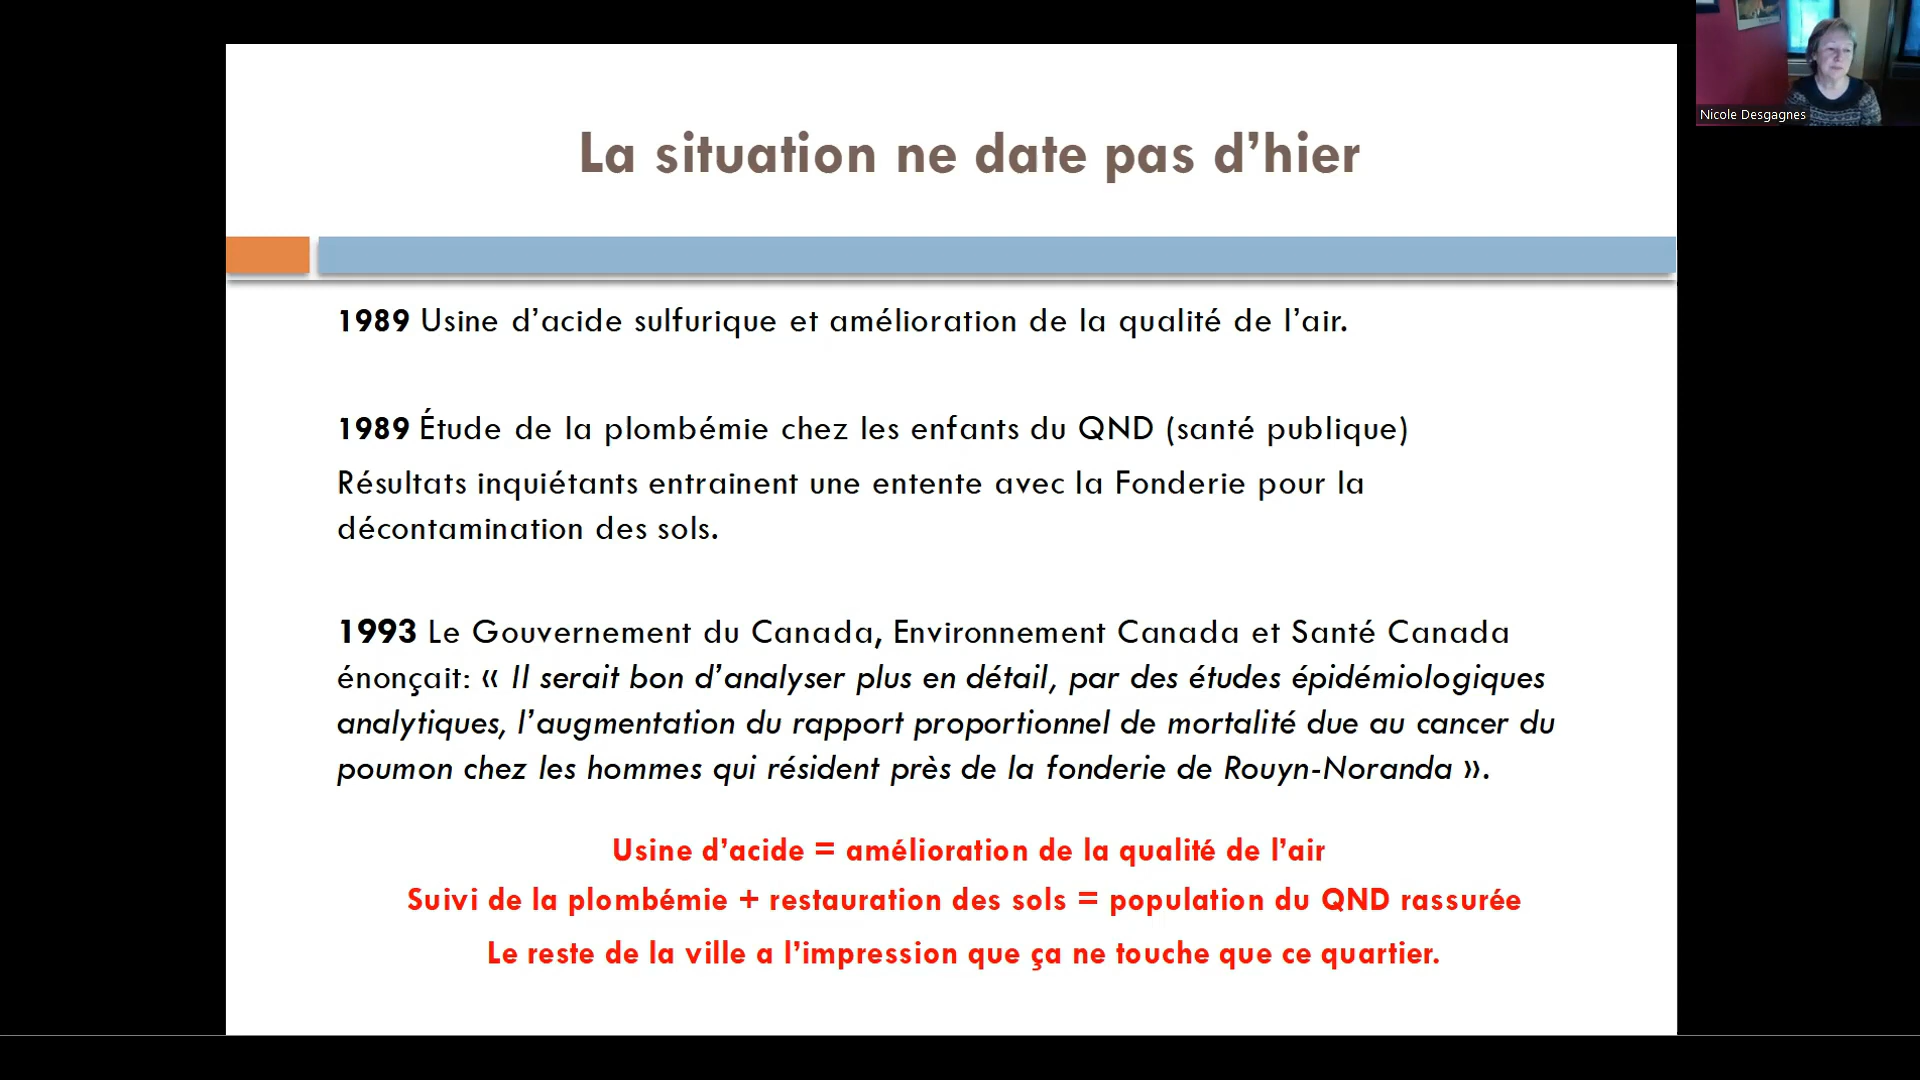 La situation ne date pas d’hier
1989 Usine d’acide sulfurique et amélioration de la qualité de l’air.
1989 Étude de la plombémie chez les enfants du QND (santé publique)
Résultats inquiétants entrainent une entente avec la Fonderie pour la
décontamination des sols.
1993 Le Gouvernement du Canada, Environnement Canada et Santé Canada
énonçait: « Il serait bon d’analyser plus en détail, par des études épidémiologiques
analytiques, l’augmentation du rapport proportionnel de mortalité due au cancer du
poumon chez les hommes qui résident près de la fonderie de Rouyn-Noranda ».
Usine d’acide = amélioration de la qualité de l’air
Suivi de la plombémie + restauration des sols = population du QND rassurée
Le reste de la ville a l’impression que ça ne touche que ce quartier.
Nicole Desgagnes